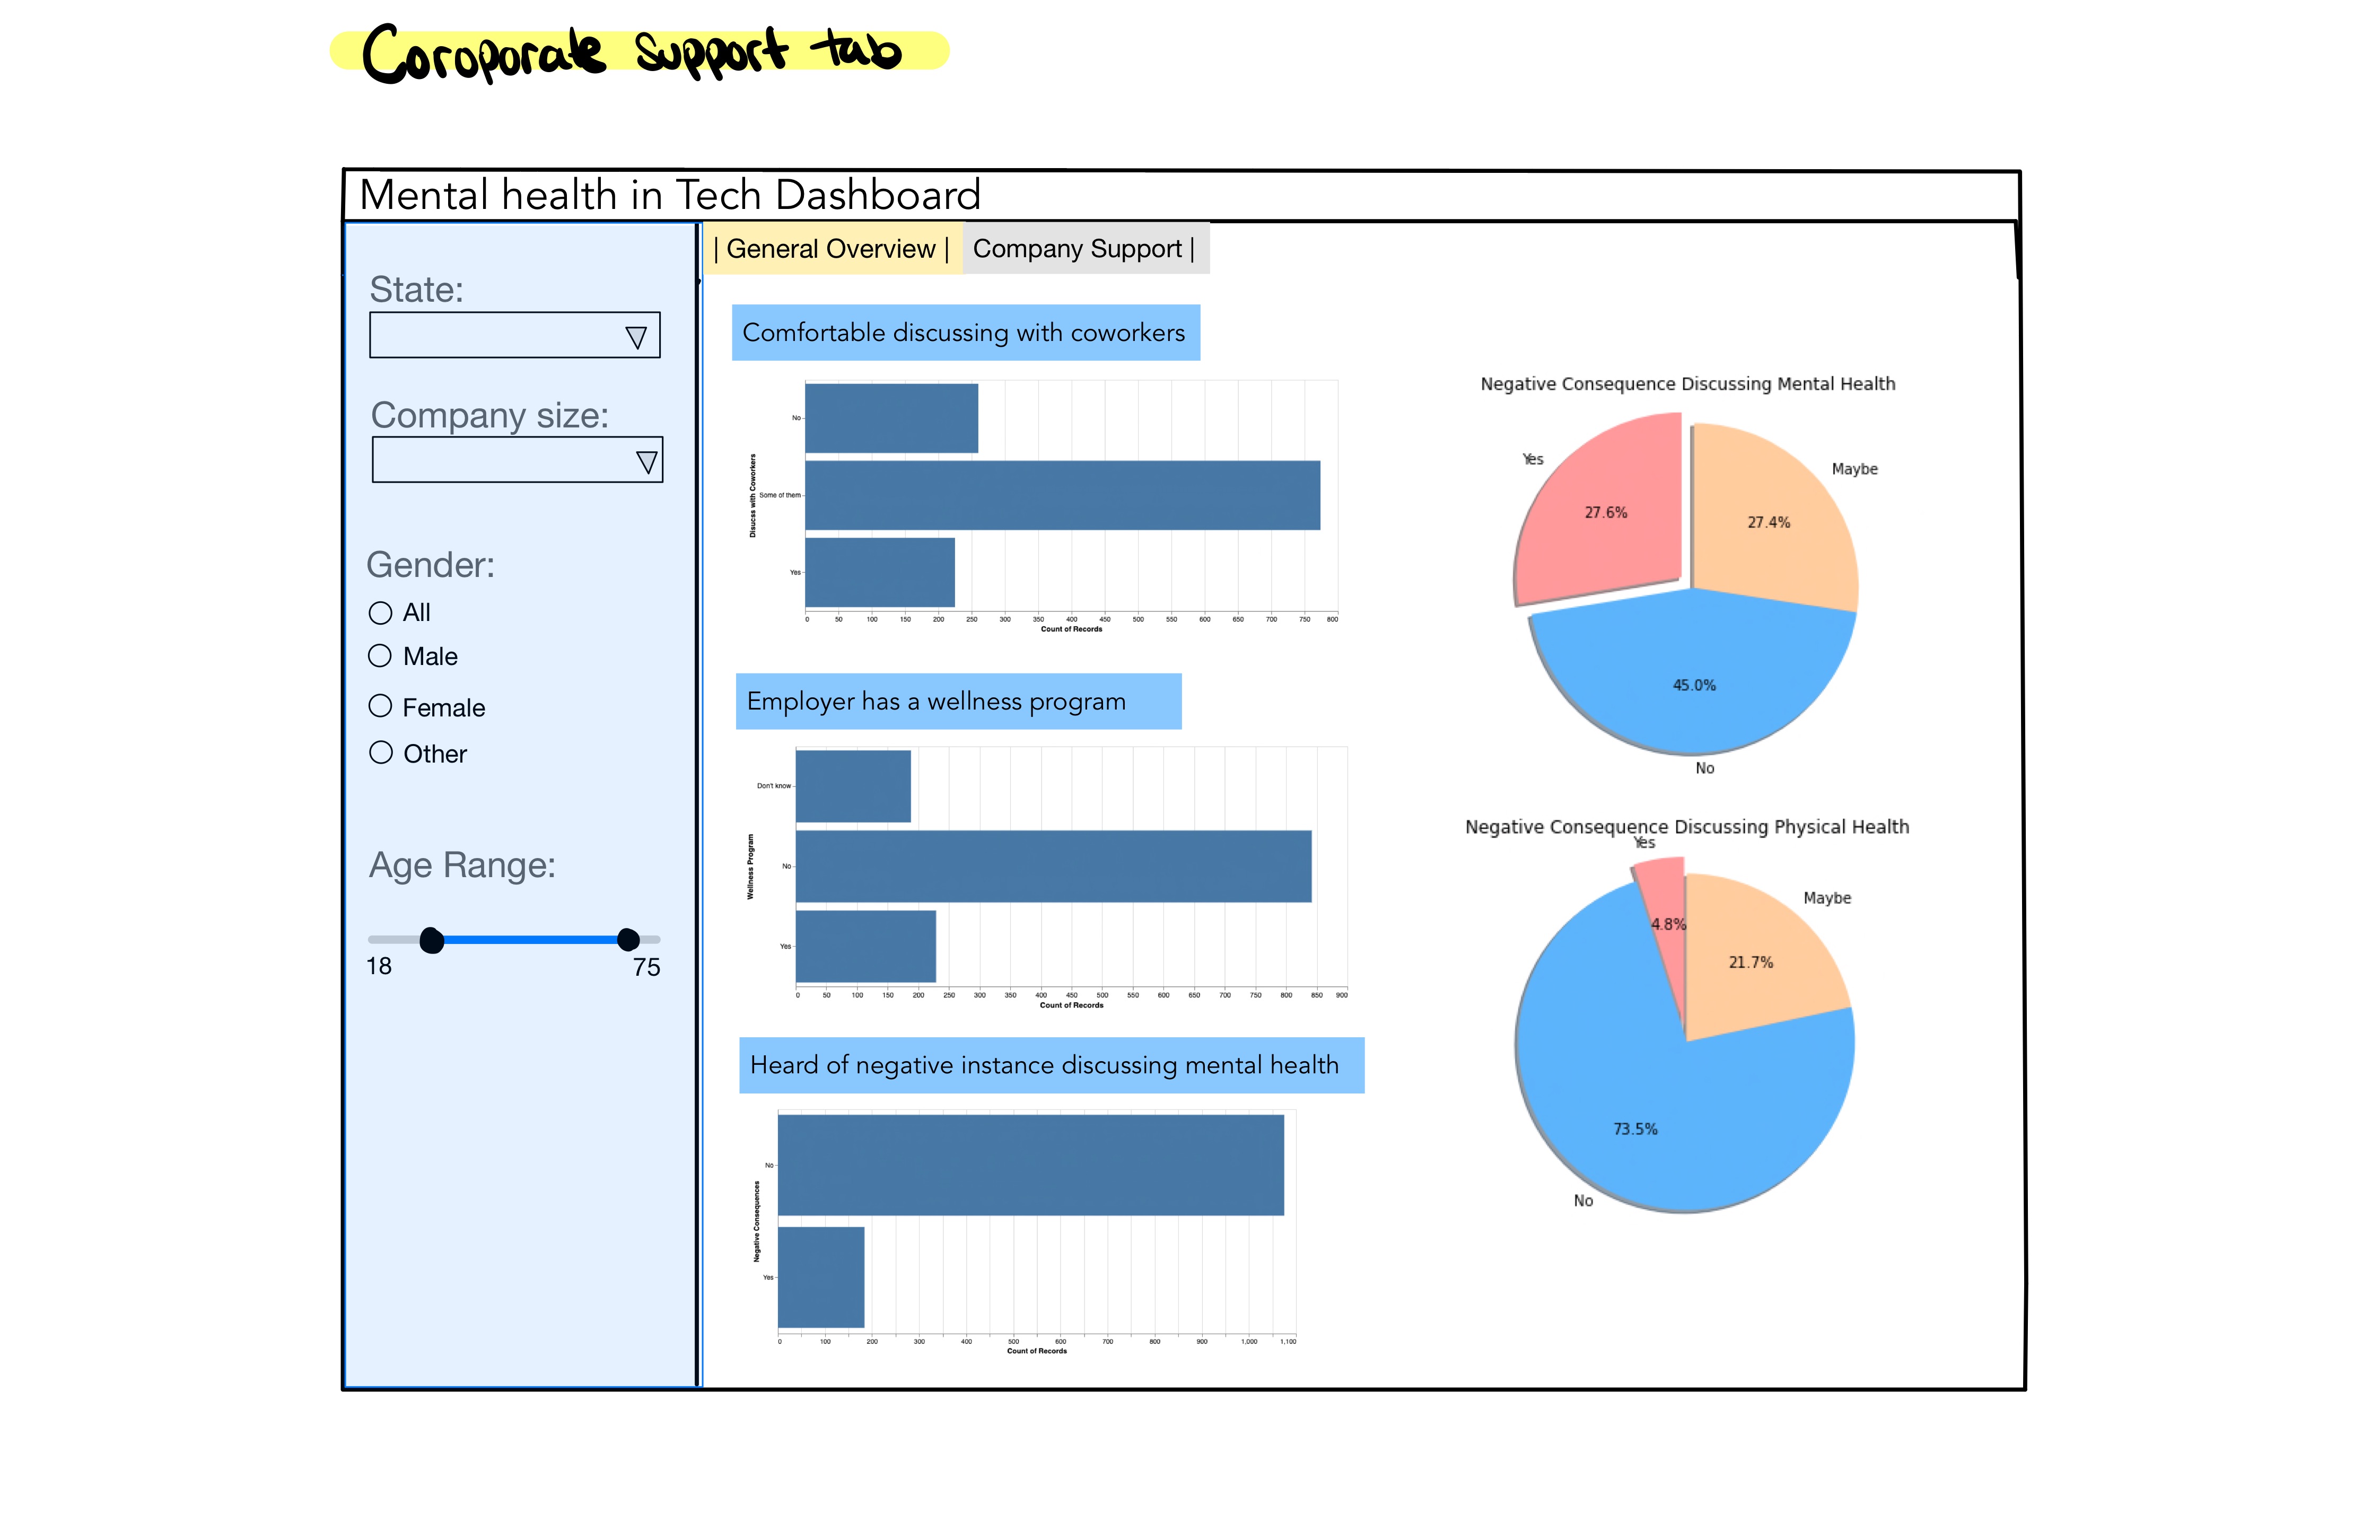 Coroporate support tab
Mental health in Tech Dashboard
| General Overview | Company Support |
State:
Company size:
Gender:
All
Male
Female
Other
Age Range:
18 75
Comfortable discussing with coworkers
Disucss with Coworkers
No
Some of them
Yes
0 50 100 150 200 250 300 350 400 450 500 550 600 650 700 750 800
Count of Records
Employer has a wellness program
Wellness Program
Don't know
No
Yes
0 50 100 150 200 250 300 350 400 450 500 550 600 650 700 750 800 850 900
Count of Records
Heard of negative instance discussing mental health
Negative Consequences
No
Yes
0 100 200 300 400 500 600 700 800 900 1,000 1,100
Count of Records
Negative Consequence Discussing Mental Health
Yes
Maybe
27.6%
27.4%
45.0%
No
Negative Consequence Discussing Physical Health
Yes
Maybe
4.8%
21.7%
73.5%
No